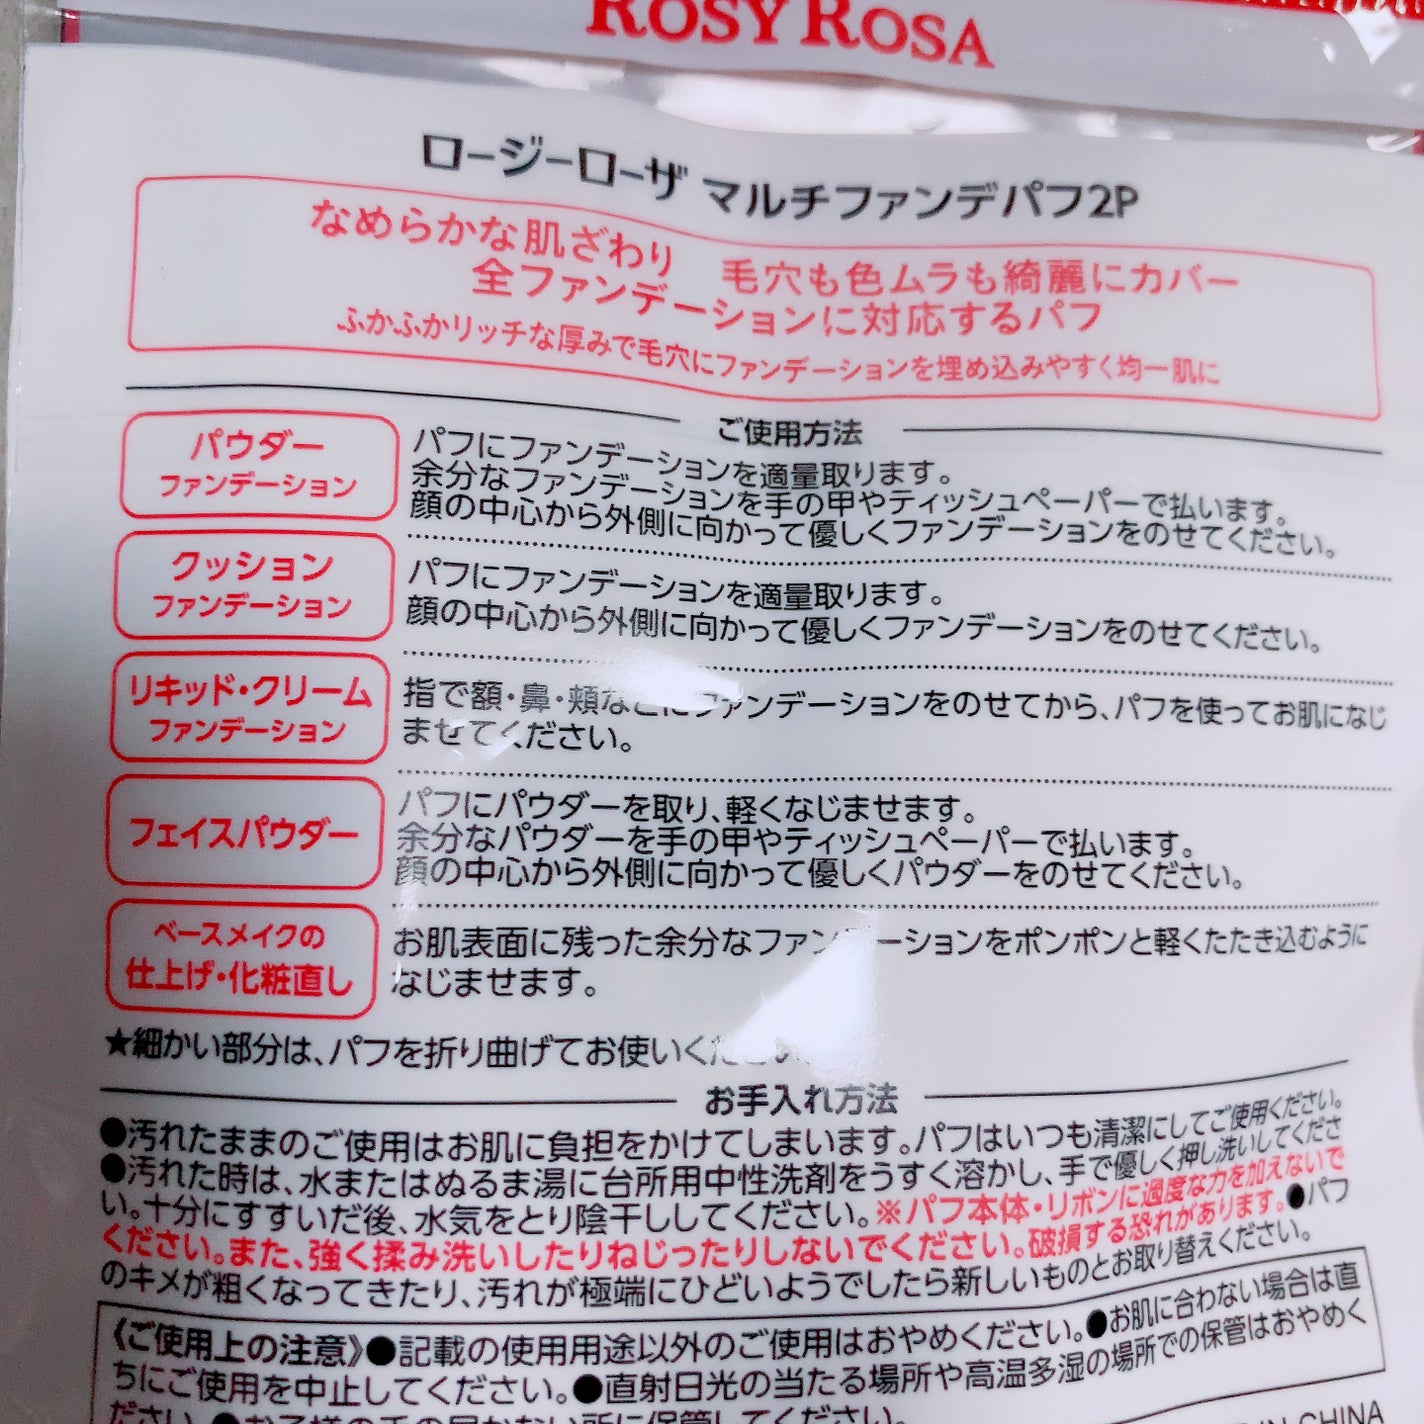 ROSY ROSA
ロージーローザ マルチファンデパフ2P
なめらかな肌ざわり 毛穴も色ムラも綺麗にカバー
全ファンデーションに対応するパフ
ふかふかリッチな厚みで毛穴にファンデーションを埋め込みやすく均一肌に
ご使用方法
パウダー
ファンデーション
パフにファンデーションを適量取ります。
余分なファンデーションを手の甲やティッシュペーパーで払います。
顔の中心から外側に向かって優しくファンデーションをのせてください。
クッション
ファンデーション
パフにファンデーションを適量取ります。
顔の中心から外側に向かって優しくファンデーションをのせてください。
リキッド・クリーム
ファンデーション
指で額・鼻・頬などにファンデーションをのせてから、パフを使ってお肌になじ
ませてください。
フェイスパウダー
パフにパウダーを取り、軽くなじませます。
余分なパウダーを手の甲やティッシュペーパーで払います。
顔の中心から外側に向かって優しくパウダーをのせてください。
ベースメイクの
仕上げ・化粧直し
お肌表面に残った余分なファンデーションをポンポンと軽くたたき込むように
なじませます。
★細かい部分は、パフを折り曲げてお使いください。
お手入れ方法
●汚れたままのご使用はお肌に負担をかけてしまいます。パフはいつも清潔にしてご使用ください。
●汚れた時は、水またはぬるま湯に台所用中性洗剤をうすく溶かし、手で優しく押し洗いしてくださ
い。十分にすすいだ後、水気をとり陰干ししてください。※パフ本体・リボンに過度な力を加えないで
ください。また、強く揉み洗いしたりねじったりしないでください。破損する恐れがあります。●パフ
のキメが粗くなってきたり、汚れが極端にひどいようでしたら新しいものとお取り替えください。
《ご使用上の注意》●記載の使用用途以外のご使用はおやめください。●お肌に合わない場合は直
ちにご使用を中止してください。●直射日光の当たる場所や高温多湿の場所での保管はおやめく
ださい。●お子様の手の届かない所に保管してください。
IN CHINA